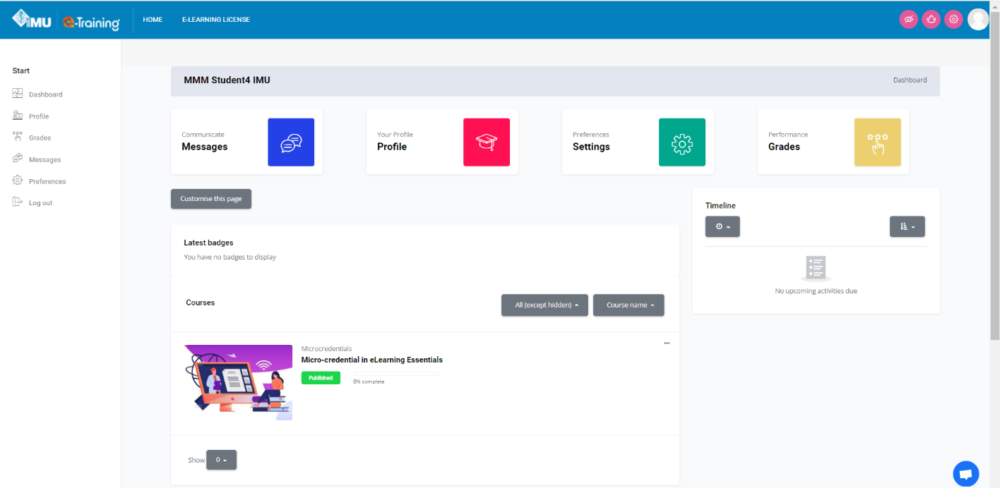 IMU e-Training HOME E-LEARNING LICENSE
Start
Dashboard
Profile
Grades
Messages
Preferences
Log out
MMM Student4 IMU
Dashboard
Communicate
Messages
Your Profile
Profile
Preferences
Settings
Performance
Grades
Customise this page
Latest badges
You have no badges to display
Courses
All (except hidden)
Course name
Microcredentials
Micro-credential in eLearning Essentials
Published
0% complete
Show 0
Timeline
No upcoming activities due